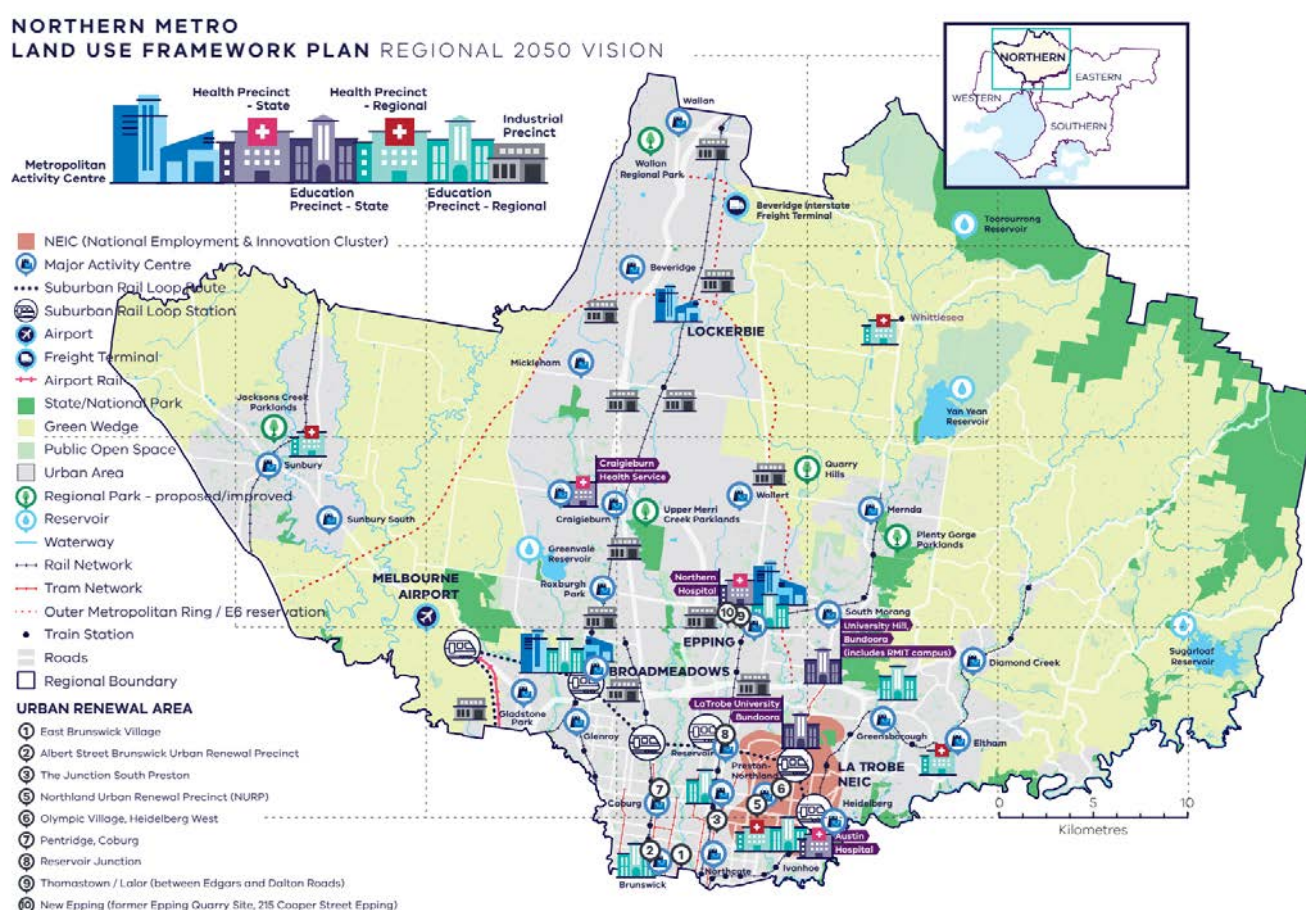 NORTHERN METRO
LAND USE FRAMEWORK PLAN REGIONAL 2050 VISION
Health Precinct
- State
Health Precinct
- Regional
Industrial
Precinct
Metropolitan
Activity Centre
Education
Precinct - State
Education
Precinct - Regional
NORTHERN
WESTERN
EASTERN
SOUTHERN
NEIC (National Employment & Innovation Cluster)
Major Activity Centre
Suburban Rail Loop Route
Suburban Rail Loop Station
Airport
Freight Terminal
Airport Rail
State/National Park
Green Wedge
Public Open Space
Urban Area
Regional Park - proposed/improved
Reservoir
Waterway
Rail Network
Tram Network
Outer Metropolitan Ring / E6 reservation
Train Station
Roads
Regional Boundary
URBAN RENEWAL AREA
1 East Brunswick Village
2 Albert Street Brunswick Urban Renewal Precinct
3 The Junction South Preston
5 Northland Urban Renewal Precinct (NURP)
6 Olympic Village, Heidelberg West
7 Pentridge, Coburg
8 Reservoir Junction
9 Thomastown / Lalor (between Edgars and Dalton Roads)
10 New Epping (former Epping Quarry Site, 215 Cooper Street Epping)
Wallan
Wallan
Regional Park
Beveridge Interstate
Freight Terminal
Toorourrong
Reservoir
Beveridge
LOCKERBIE
Whittlesea
Mickleham
Yan Yean
Reservoir
Jacksons Creek
Parklands
Sunbury
Sunbury South
Craigieburn
Health Service
Craigieburn
Upper Merri
Creek Parklands
Wollert
Quarry
Hills
Mernda
Plenty Gorge
Parklands
Greenvale
Reservoir
Roxburgh
Park
MELBOURNE
AIRPORT
Northern
Hospital
10
9
EPPING
South Morang
University Hill,
Bundoora
(includes RMIT campus)
Diamond Creek
Sugarloaf
Reservoir
BROADMEADOWS
Gladstone
Park
Glenroy
LaTrobe University
Bundoora
Reservoir
8
Preston-
Northland
Greensborough
Eltham
LA TROBE
NEIC
Coburg
7
6
5
3
Heidelberg
Austin
Hospital
2
1
Brunswick
Northcote
Ivanhoe
0
5
10
Kilometres